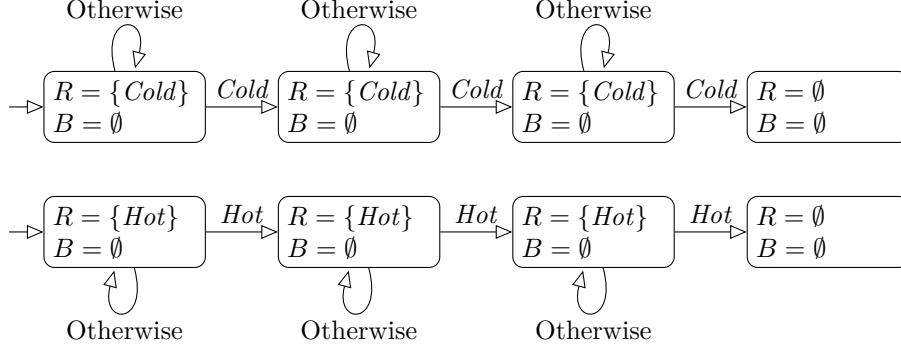 Otherwise Otherwise Otherwise
R = {Cold} Cold R = {Cold} Cold R = {Cold} Cold R = ∅
B = ∅ B = ∅ B = ∅ B = ∅
R = {Hot} Hot R = {Hot} Hot R = {Hot} Hot R = ∅
B = ∅ B = ∅ B = ∅ B = ∅
Otherwise Otherwise Otherwise